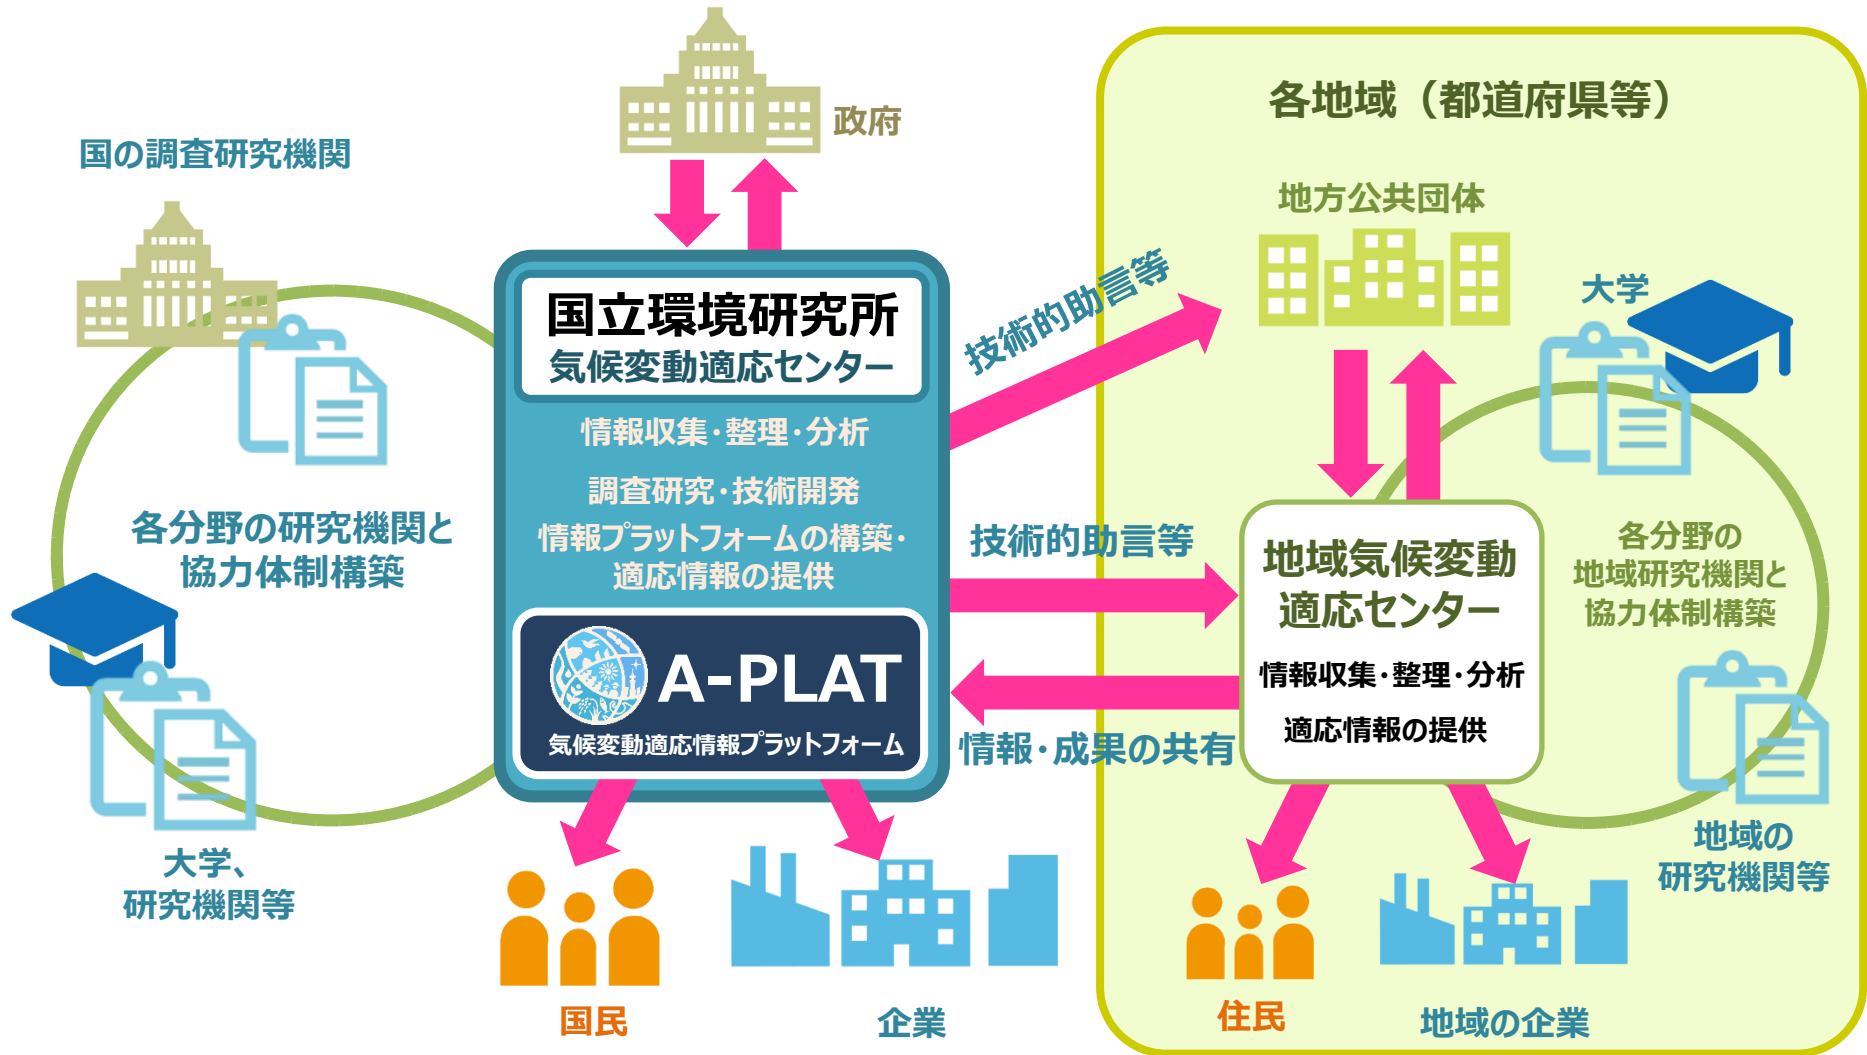 政府
国の調査研究機関
国立環境研究所
気候変動適応センター
情報収集・整理・分析
調査研究・技術開発
情報プラットフォームの構築・
適応情報の提供
A-PLAT
気候変動適応情報プラットフォーム
各分野の研究機関と
協力体制構築
大学、
研究機関等
国民
企業
技術的助言等
技術的助言等
情報・成果の共有
各地域（都道府県等）
地方公共団体
大学
地域気候変動
適応センター
情報収集・整理・分析
適応情報の提供
各分野の
地域研究機関と
協力体制構築
地域の
研究機関等
住民
地域の企業